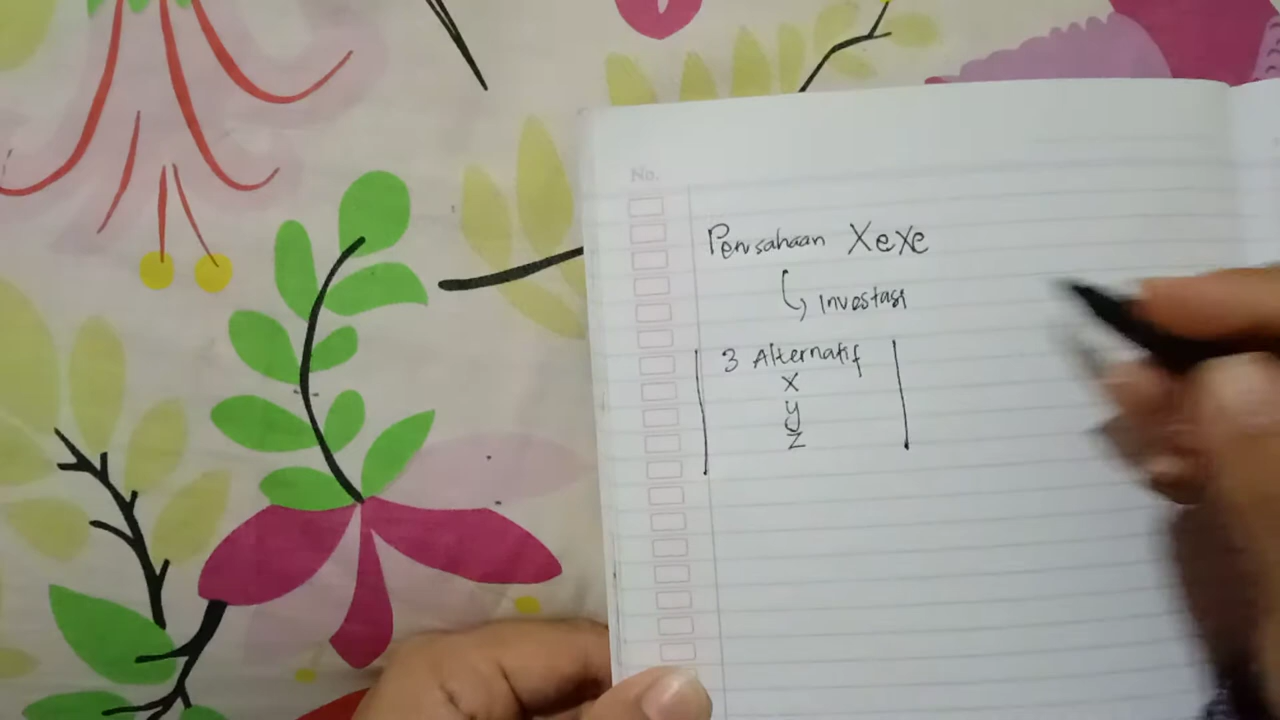 No.
Perusahaan XeXe
Investasi
3 Alternatif
X
y
z